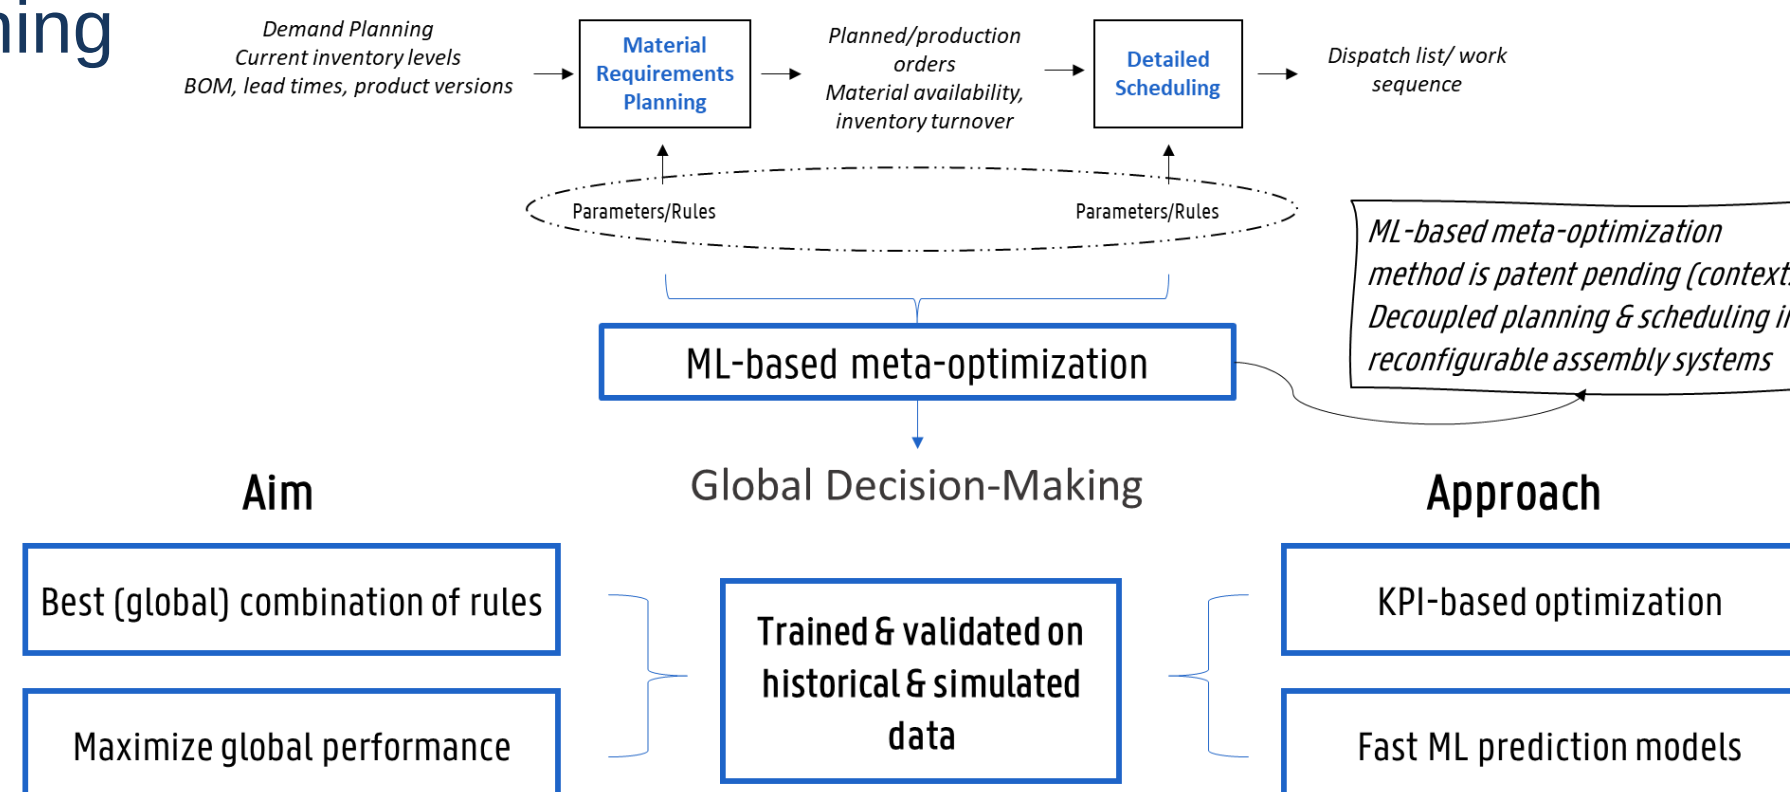 Demand Planning
Current inventory levels
BOM, lead times, product versions
Material
Requirements
Planning
Planned/production
orders
Material availability,
inventory turnover
Detailed
Scheduling
Dispatch list/ work
sequence
Parameters/Rules
Parameters/Rules
ML-based meta-optimization
method is patent pending
Decoupled planning & scheduling
reconfigurable assembly systems
ML-based meta-optimization
Global Decision-Making
Aim
Best (global) combination of rules
Maximize global performance
Trained & validated on
historical & simulated
data
Approach
KPI-based optimization
Fast ML prediction models